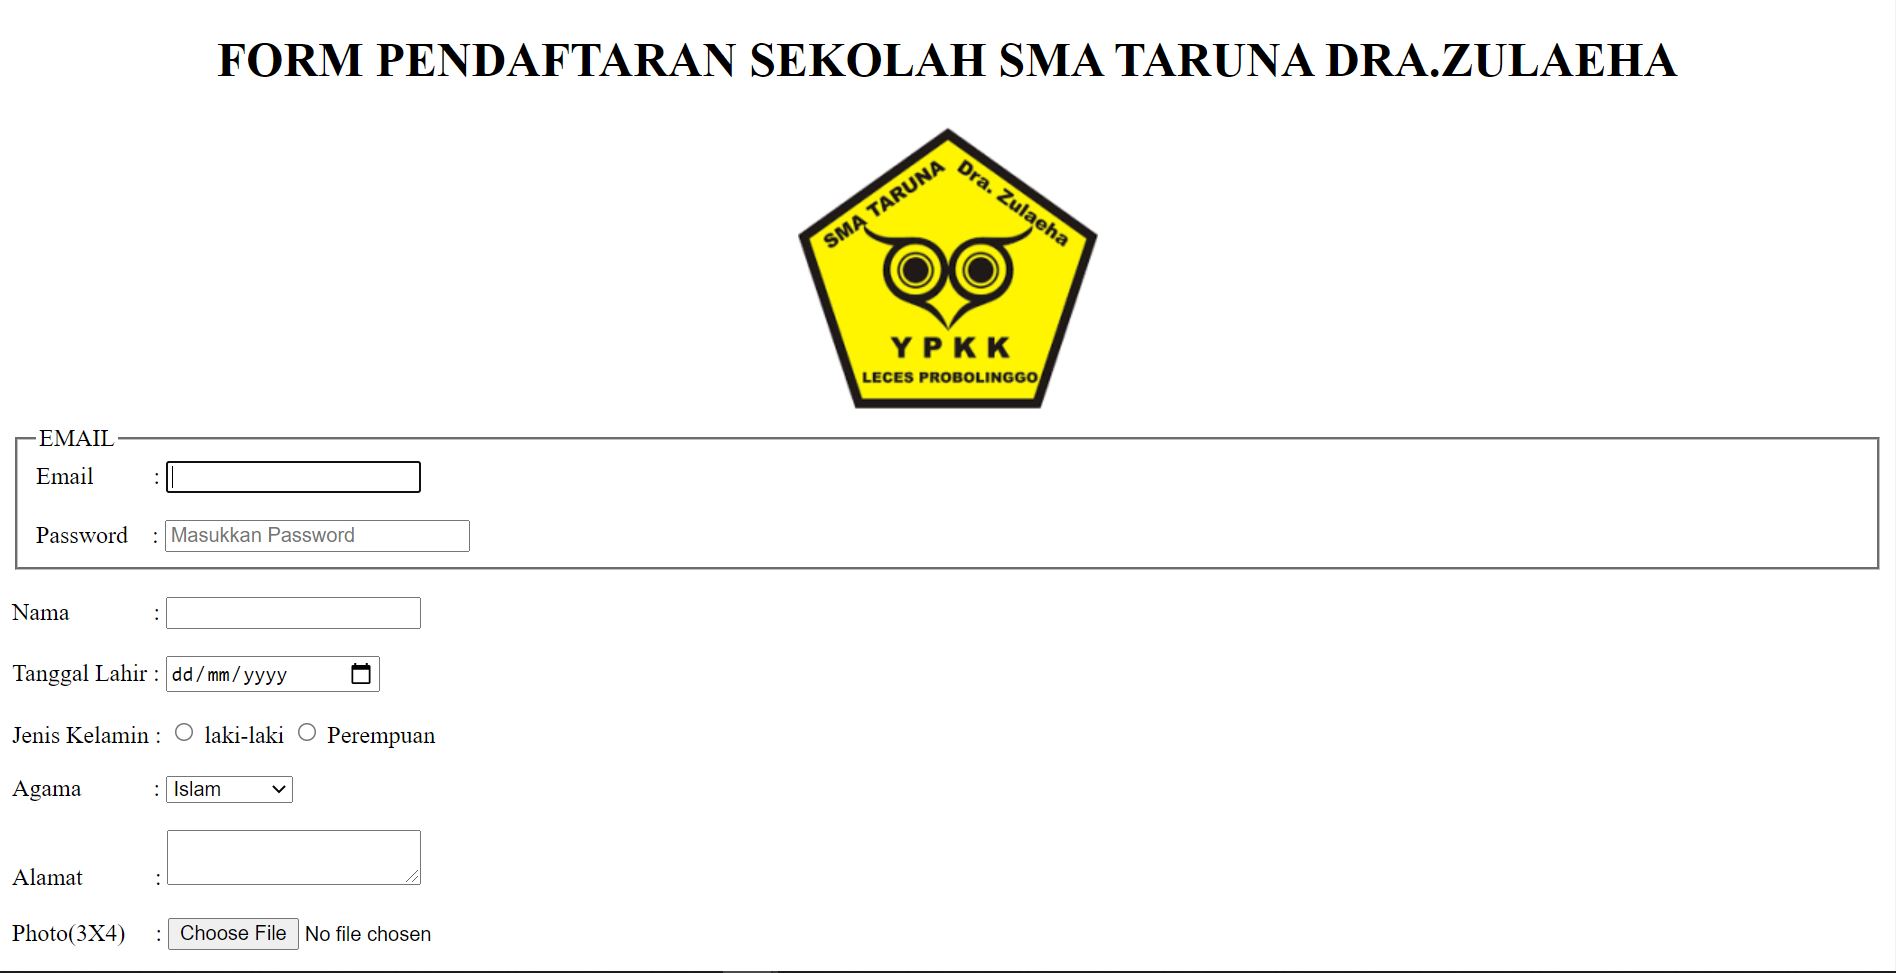 FORM PENDAFTARAN SEKOLAH SMA TARUNA DRA.ZULAEHA
SMA TARUNA Dra. Zulaeha
Y P K K
LECES PROBOLINGGO
EMAIL
Email :
Password : Masukkan Password
Nama :
Tanggal Lahir : dd/mm/yyyy
Jenis Kelamin : laki-laki Perempuan
Agama : Islam
Alamat :
Photo(3X4) : Choose File No file chosen